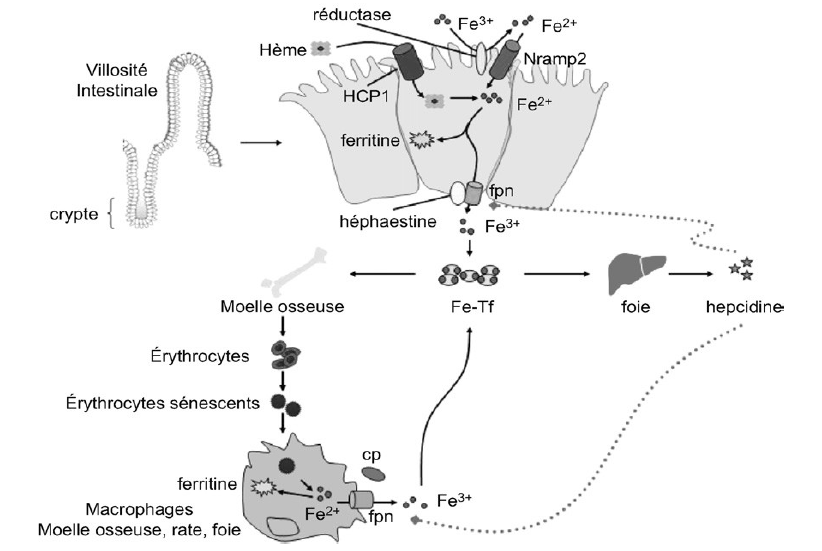 réductase
Fe3+
Fe2+
Hème
Nramp2
Villosité
Intestinale
HCP1
Fe2+
ferritine
fpn
crypte
héphaestine
Fe3+
Moelle osseuse
Fe-Tf
foie
hepcidine
Érythrocytes
Érythrocytes sénescents
cp
ferritine
Fe3+
Fe2+
fpn
Macrophages
Moelle osseuse, rate, foie